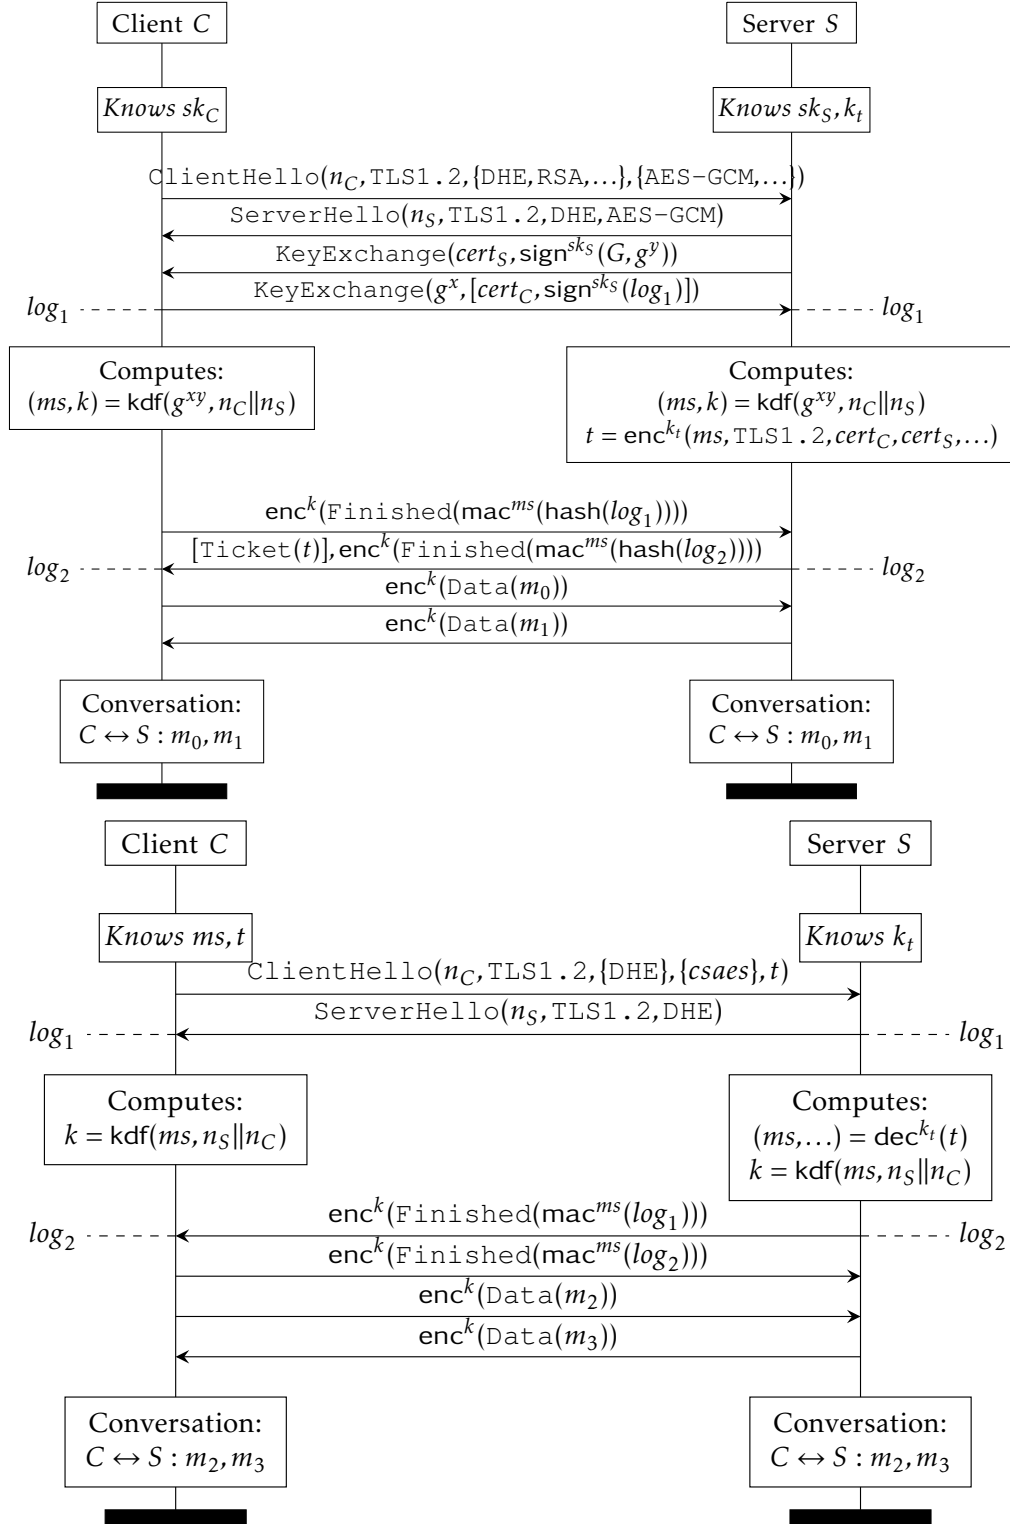 Client C Server S
Knows sk_C Knows sk_S, k_t
ClientHello(n_C,TLS1.2,{DHE,RSA,...},{AES-GCM,...})
ServerHello(n_S,TLS1.2,DHE,AES-GCM)
KeyExchange(cert_S,sign^{sk_S}(G,g^y))
KeyExchange(g^x,[cert_C,sign^{sk_S}(log_1)])
log_1 log_1
Computes: Computes:
(ms,k) = kdf(g^{xy},n_C||n_S) (ms,k) = kdf(g^{xy},n_C||n_S)
t = enc^{k_t}(ms,TLS1.2,cert_C,cert_S,...)
enc^k(Finished(mac^{ms}(hash(log_1))))
[Ticket(t)],enc^k(Finished(mac^{ms}(hash(log_2))))
log_2 log_2
enc^k(Data(m_0))
enc^k(Data(m_1))
Conversation: Conversation:
C ↔ S : m_0,m_1 C ↔ S : m_0,m_1
Client C Server S
Knows ms,t Knows k_t
ClientHello(n_C,TLS1.2,{DHE},{csaes},t)
ServerHello(n_S,TLS1.2,DHE)
log_1 log_1
Computes: Computes:
k = kdf(ms,n_S||n_C) (ms,...) = dec^{k_t}(t)
k = kdf(ms,n_S||n_C)
enc^k(Finished(mac^{ms}(log_1)))
log_2 log_2
enc^k(Finished(mac^{ms}(log_2)))
enc^k(Data(m_2))
enc^k(Data(m_3))
Conversation: Conversation:
C ↔ S : m_2,m_3 C ↔ S : m_2,m_3